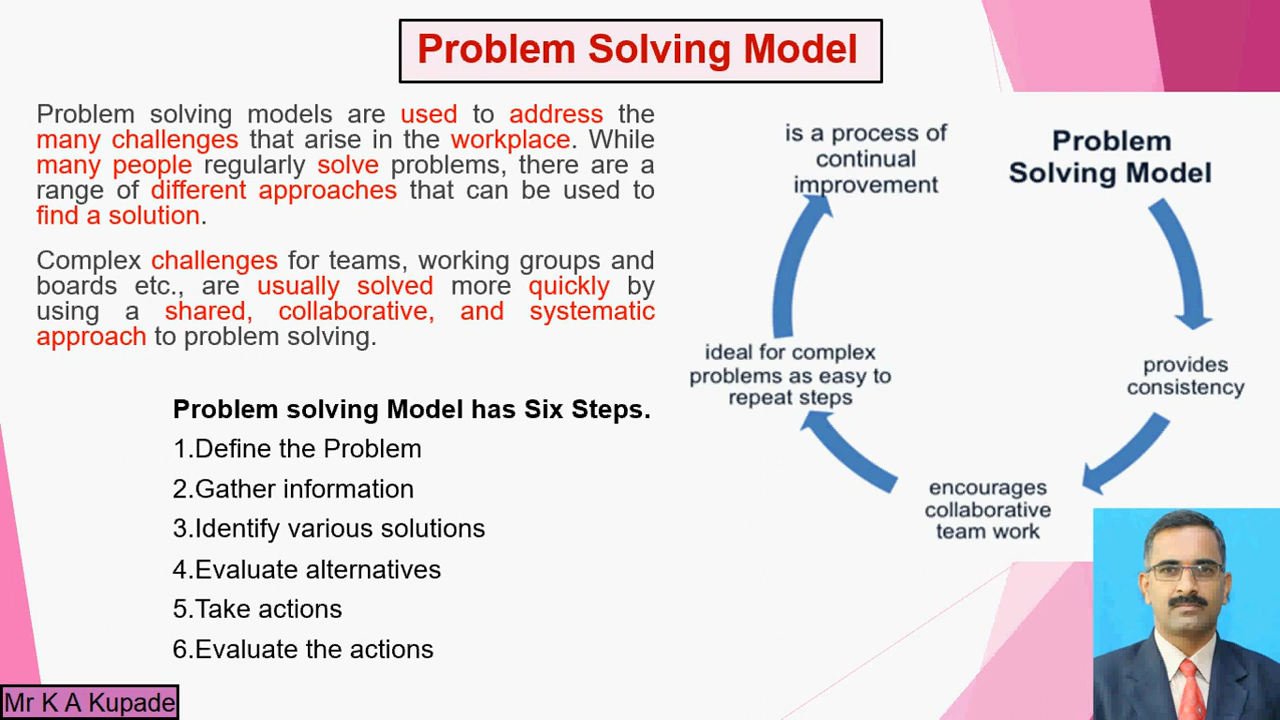 Problem Solving Model
Problem solving models are used to address the
many challenges that arise in the workplace. While
many people regularly solve problems, there are a
range of different approaches that can be used to
find a solution.
Complex challenges for teams, working groups and
boards etc., are usually solved more quickly by
using a shared, collaborative, and systematic
approach to problem solving.
Problem solving Model has Six Steps.
1.Define the Problem
2.Gather information
3.Identify various solutions
4.Evaluate alternatives
5.Take actions
6.Evaluate the actions
Problem
Solving Model
provides
consistency
encourages
collaborative
team work
ideal for complex
problems as easy to
repeat steps
is a process of
continual
improvement
Mr K A Kupade